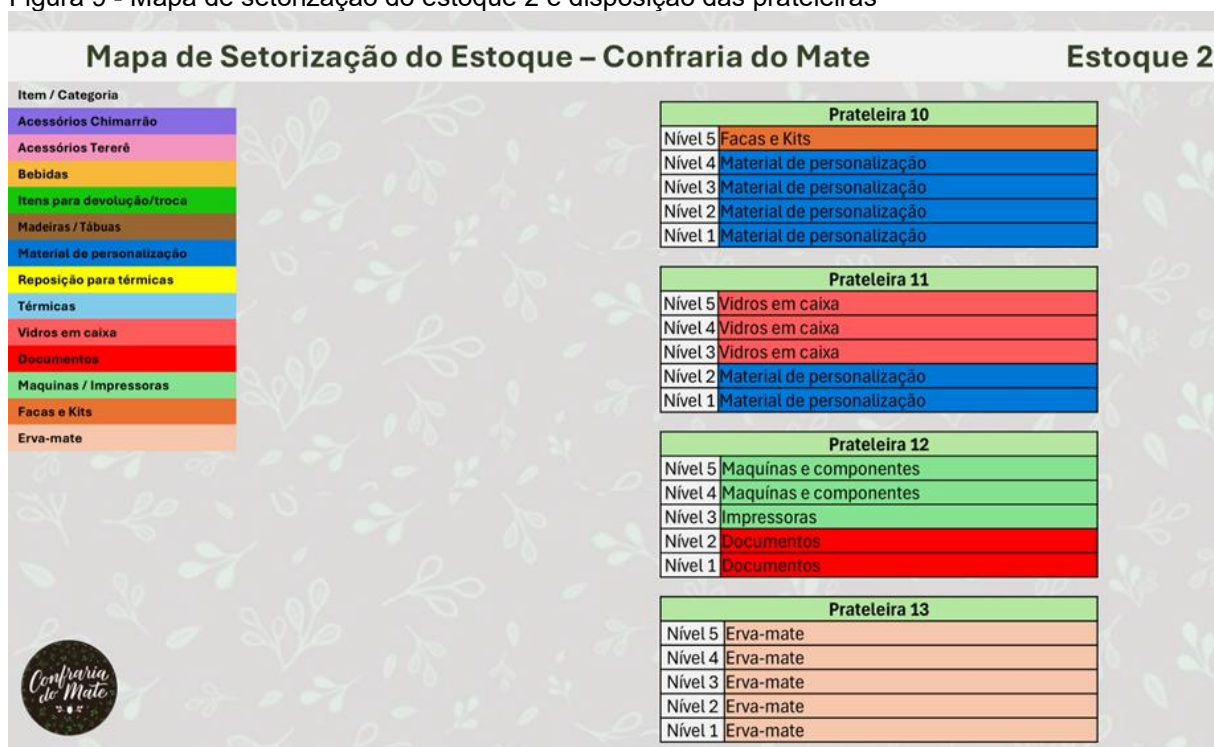 Figura 9 - Mapa de setorização do estoque 2 e disposição das prateleiras
Mapa de Setorização do Estoque – Confraria do Mate
Estoque 2
Item / Categoria
Acessórios Chimarrão
Acessórios Tererê
Bebidas
Itens para devolução/troca
Madeiras / Tábuas
Material de personalização
Reposição para térmicas
Térmicas
Vidros em caixa
Documentos
Maquinas / Impressoras
Facas e Kits
Erva-mate
Prateleira 10
Nível 5 Facas e Kits
Nível 4 Material de personalização
Nível 3 Material de personalização
Nível 2 Material de personalização
Nível 1 Material de personalização
Prateleira 11
Nível 5 Vidros em caixa
Nível 4 Vidros em caixa
Nível 3 Vidros em caixa
Nível 2 Material de personalização
Nível 1 Material de personalização
Prateleira 12
Nível 5 Maquínas e componentes
Nível 4 Maquínas e componentes
Nível 3 Impressoras
Nível 2 Documentos
Nível 1 Documentos
Prateleira 13
Nível 5 Erva-mate
Nível 4 Erva-mate
Nível 3 Erva-mate
Nível 2 Erva-mate
Nível 1 Erva-mate
Confraria
do Mate